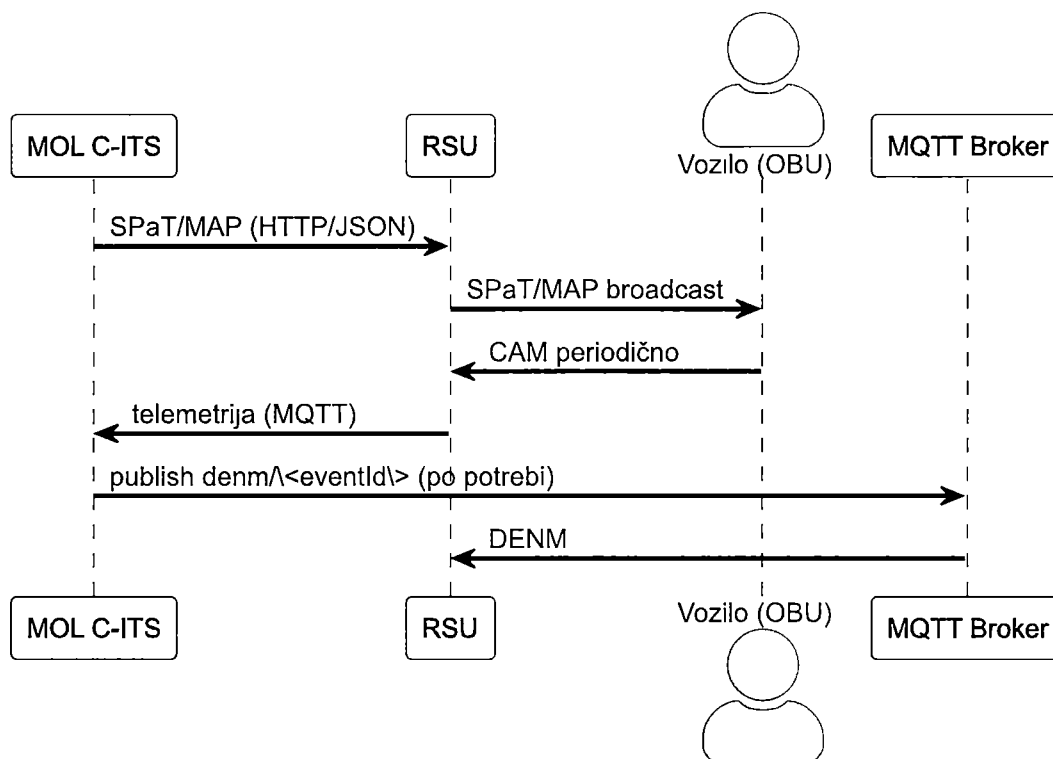 MOL C-ITS
RSU
Vozilo (OBU)
MQTT Broker
SPaT/MAP (HTTP/JSON)
SPaT/MAP broadcast
CAM periodično
telemetrija (MQTT)
publish denm/\<eventId\> (po potrebi)
DENM
MOL C-ITS
RSU
Vozilo (OBU)
MQTT Broker